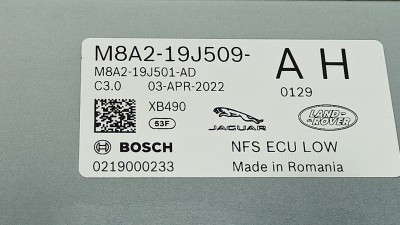 M8A2-19J509- A H
M8A2-19J501-AD
C3.0 03-APR-2022 0129
XB490
53F
JAGUAR
LAND-
ROVER
BOSCH NFS ECU LOW
0219000233 Made in Romania